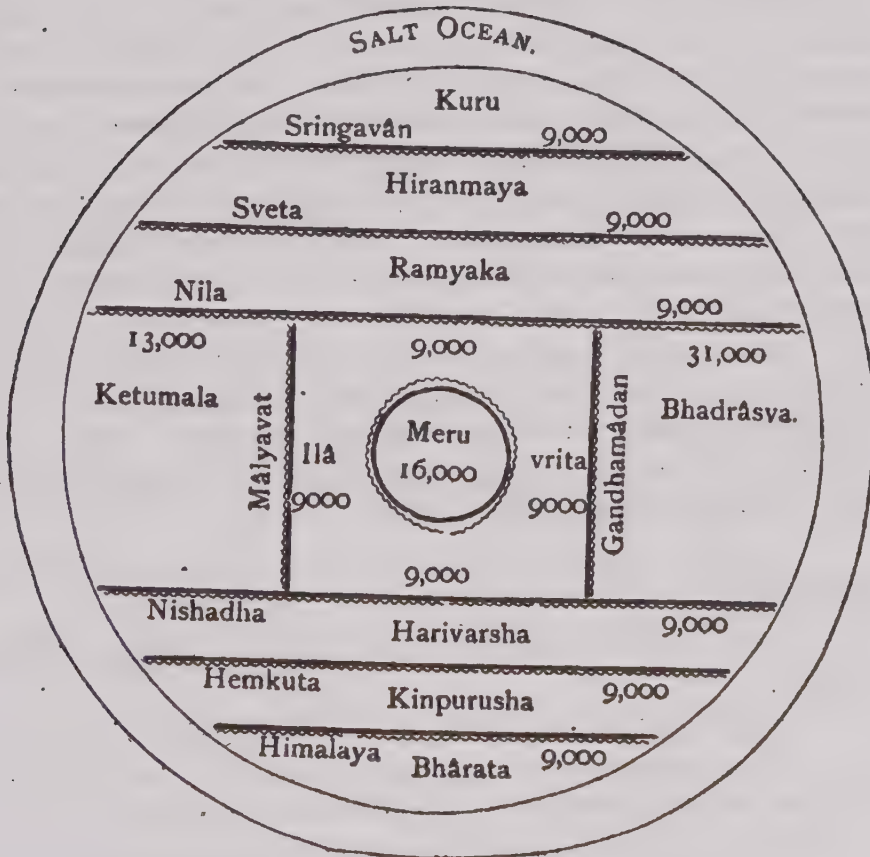 SALT OCEAN.
Kuru
Sringavân 9,000
Hiranmaya
Sveta 9,000
Ramyaka
Nila 9,000
13,000 9,000 31,000
Ketumala Bhadrâsva.
Mâlyavat
Gandhamâdan
Meru
Ilâ vrita
16,000
9000 9000
9,000
Nishadha Harivarsha 9,000
Hemkuta Kinpurusha 9,000
Himalaya Bhârata 9,000